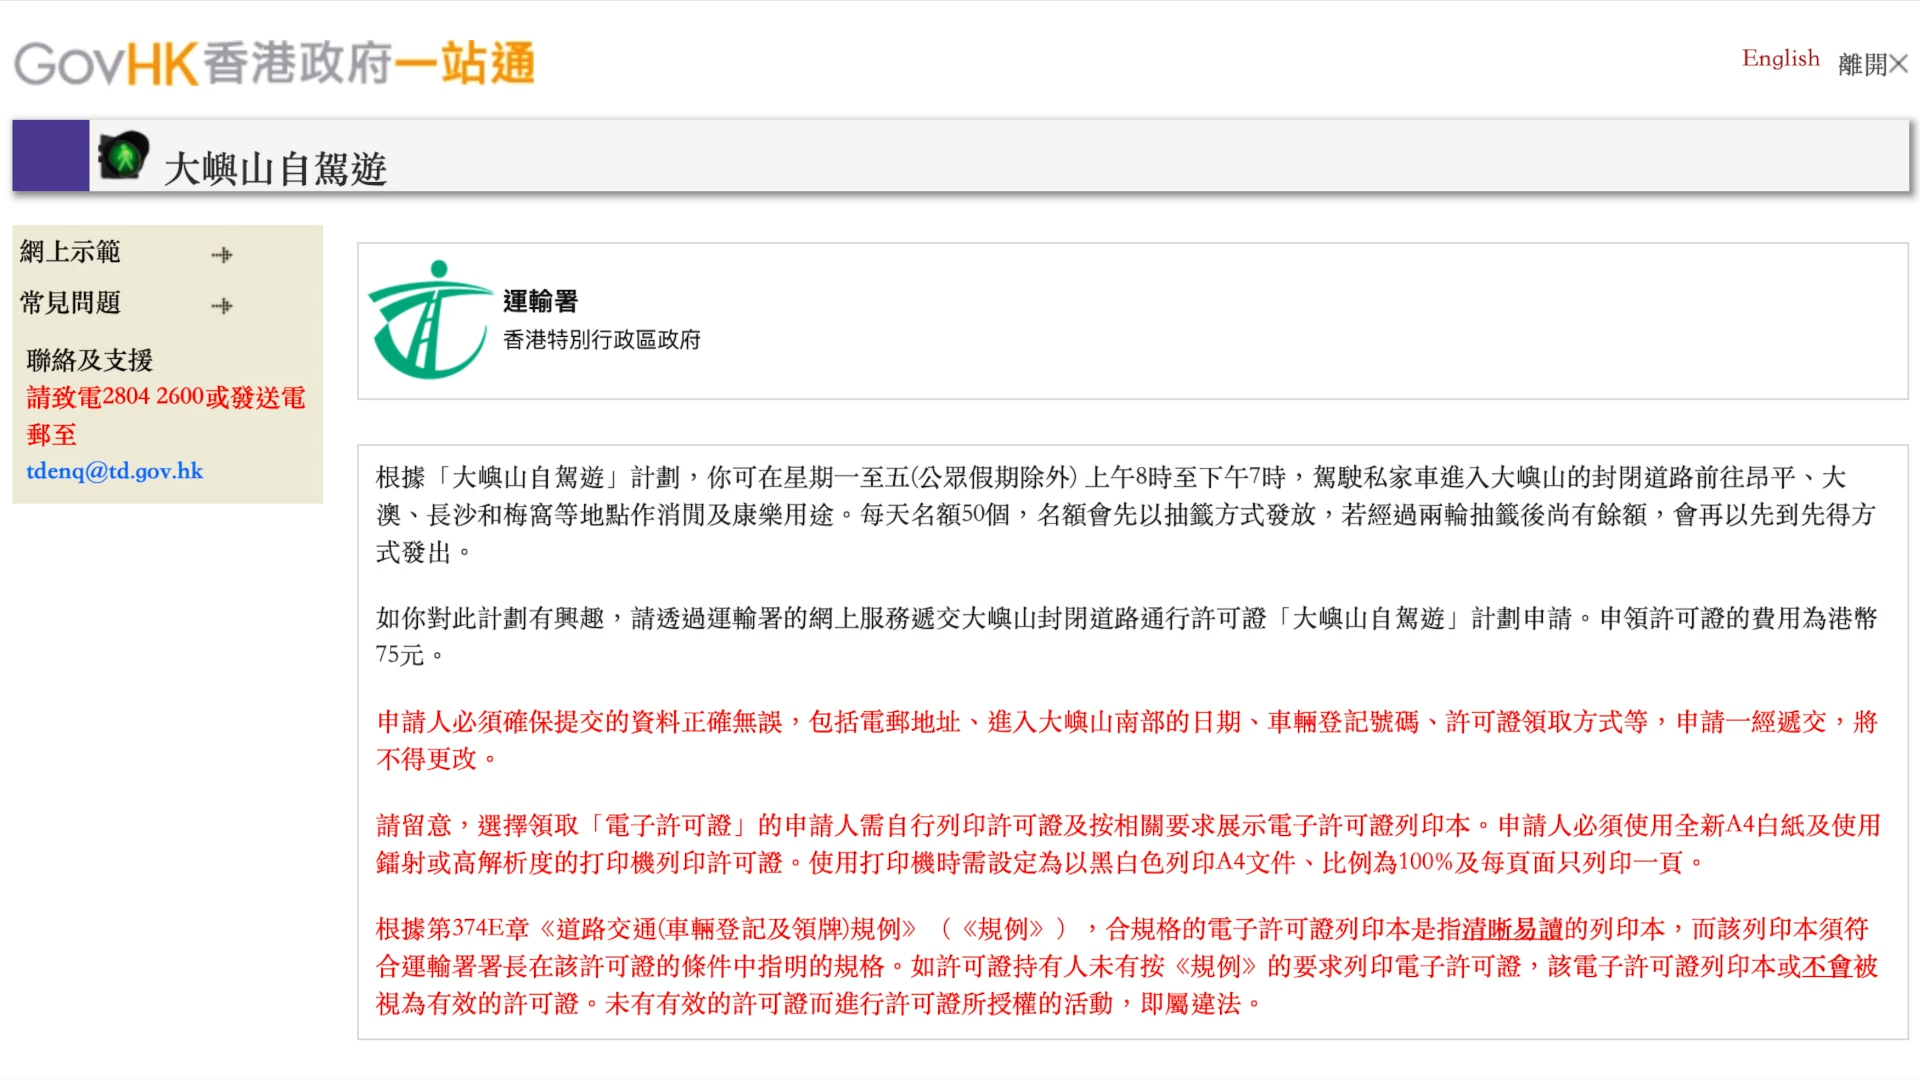 GovHK香港政府一站通
English 離開×
大嶼山自駕遊
網上示範
常見問題
聯絡及支援
請致電2804 2600或發送電
郵至
tdenq@td.gov.hk
運輸署
香港特別行政區政府
根據「大嶼山自駕遊」計劃，你可在星期一至五(公眾假期除外) 上午8時至下午7時，駕駛私家車進入大嶼山的封閉道路前往昂平、大
澳、長沙和梅窩等地點作消閒及康樂用途。每天名額50個，名額會先以抽籤方式發放，若經過兩輪抽籤後尚有餘額，會再以先到先得方
式發出。
如你對此計劃有興趣，請透過運輸署的網上服務遞交大嶼山封閉道路通行許可證「大嶼山自駕遊」計劃申請。申領許可證的費用為港幣
75元。
申請人必須確保提交的資料正確無誤，包括電郵地址、進入大嶼山南部的日期、車輛登記號碼、許可證領取方式等，申請一經遞交，將
不得更改。
請留意，選擇領取「電子許可證」的申請人需自行列印許可證及按相關要求展示電子許可證列印本。申請人必須使用全新A4白紙及使用
鐳射或高解析度的打印機列印許可證。使用打印機時需設定為以黑白色列印A4文件、比例為100%及每頁面只列印一頁。
根據第374E章《道路交通(車輛登記及領牌)規例》（《規例》），合規格的電子許可證列印本是指清晰易讀的列印本，而該列印本須符
合運輸署署長在該許可證的條件中指明的規格。如許可證持有人未有按《規例》的要求列印電子許可證，該電子許可證列印本或不會被
視為有效的許可證。未有有效的許可證而進行許可證所授權的活動，即屬違法。